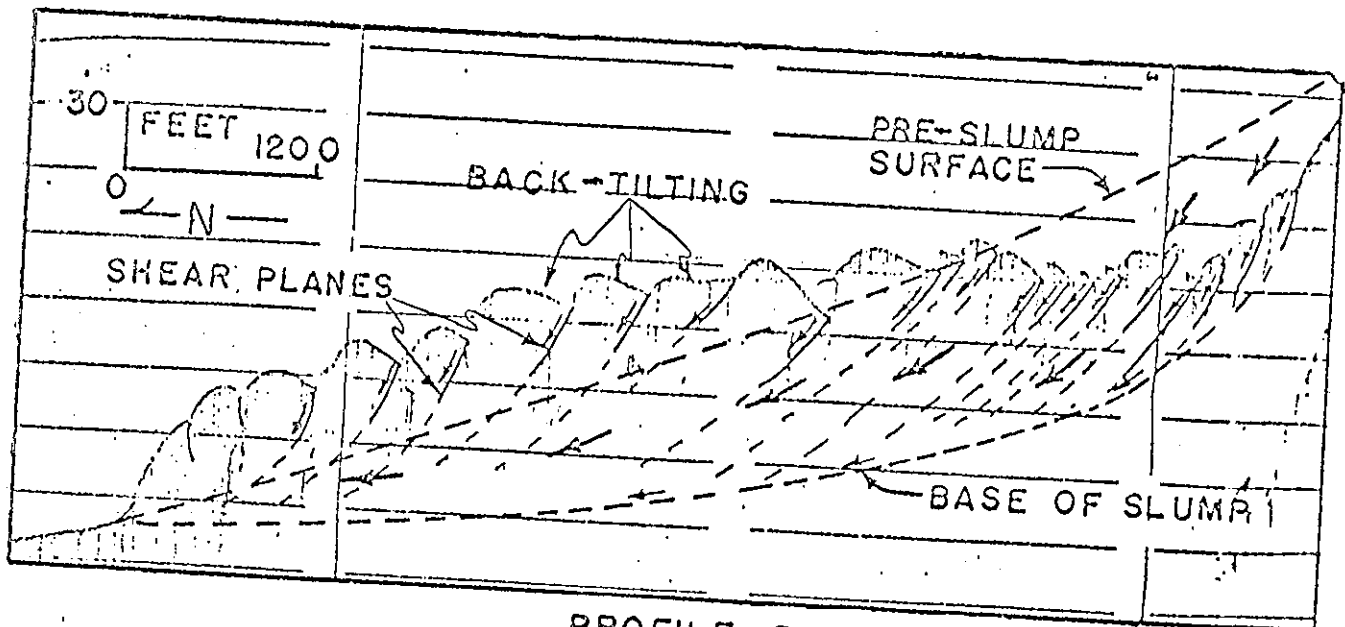 30
FEET 1200
0
N
BACK-TILTING
PRE-SLUMP
SURFACE
SHEAR PLANES
BASE OF SLUMP